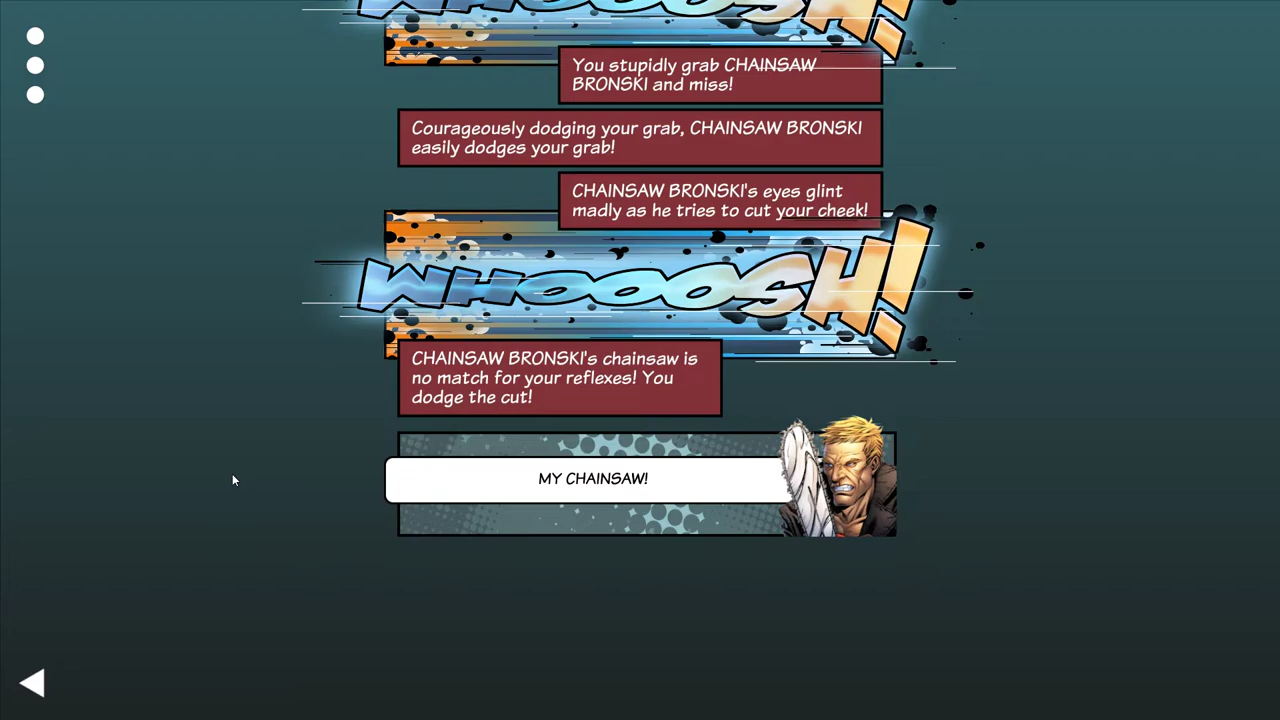 WHOOOSH!
You stupidly grab CHAINSAW
BRONSKI and miss!
Courageously dodging your grab, CHAINSAW BRONSKI
easily dodges your grab!
CHAINSAW BRONSKI's eyes glint
madly as he tries to cut your cheek!
WHOOOSH!
CHAINSAW BRONSKI's chainsaw is
no match for your reflexes! You
dodge the cut!
MY CHAINSAW!